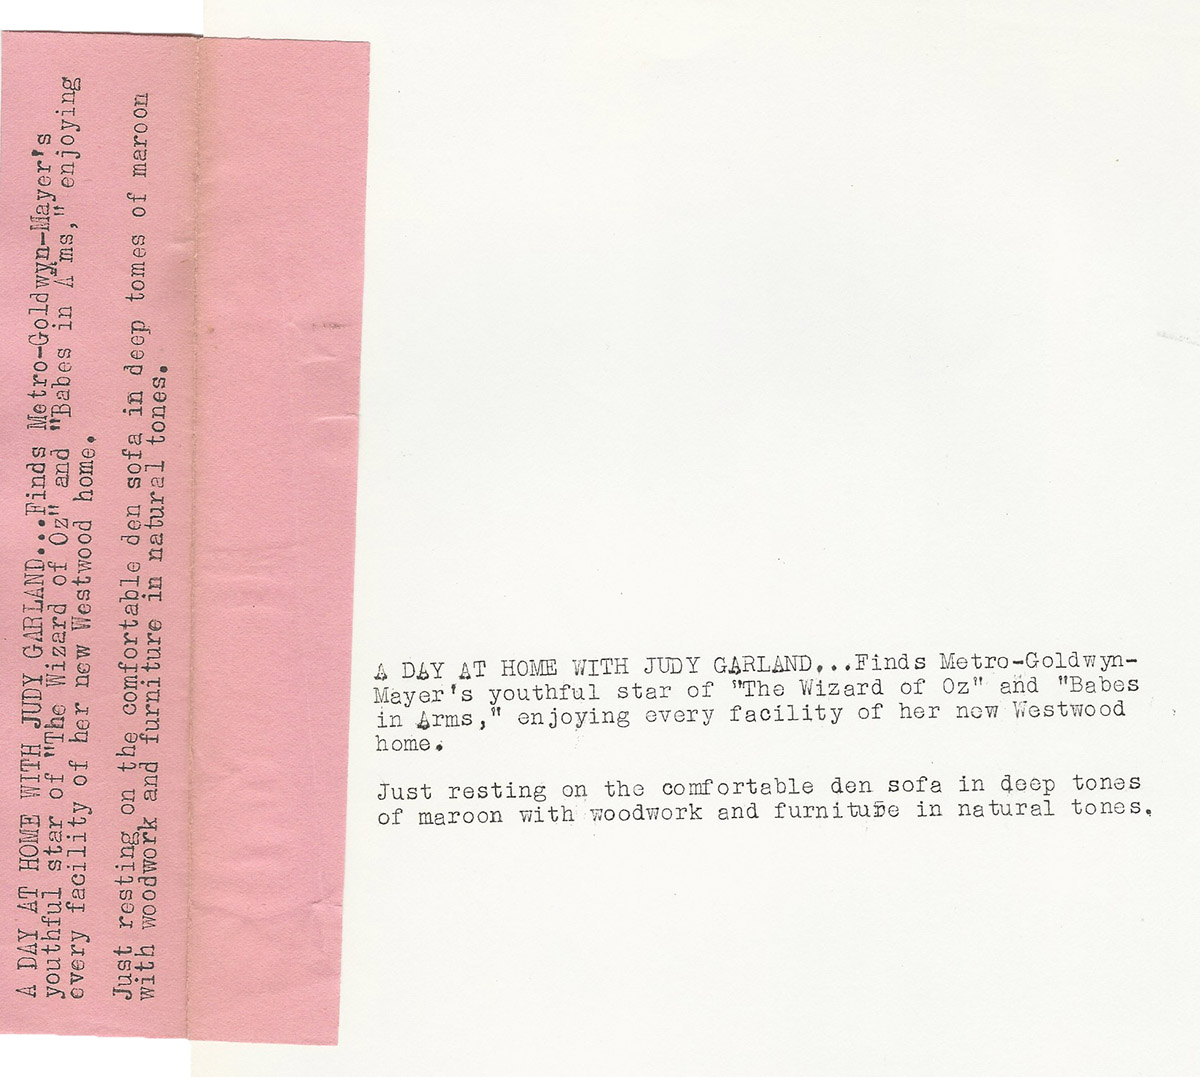 A DAY AT HOME WITH JUDY GARLAND...Finds Metro-Goldwyn-Mayer's
youthful star of "The Wizard of Oz" and "Babes in Arms," enjoying
every facility of her new Westwood home.
Just resting on the comfortable den sofa in deep tomes of maroon
with woodwork and furniture in natural tones.
A DAY AT HOME WITH JUDY GARLAND...Finds Metro-Goldwyn-
Mayer's youthful star of "The Wizard of Oz" and "Babes
in Arms," enjoying every facility of her new Westwood
home.
Just resting on the comfortable den sofa in deep tones
of maroon with woodwork and furniture in natural tones.